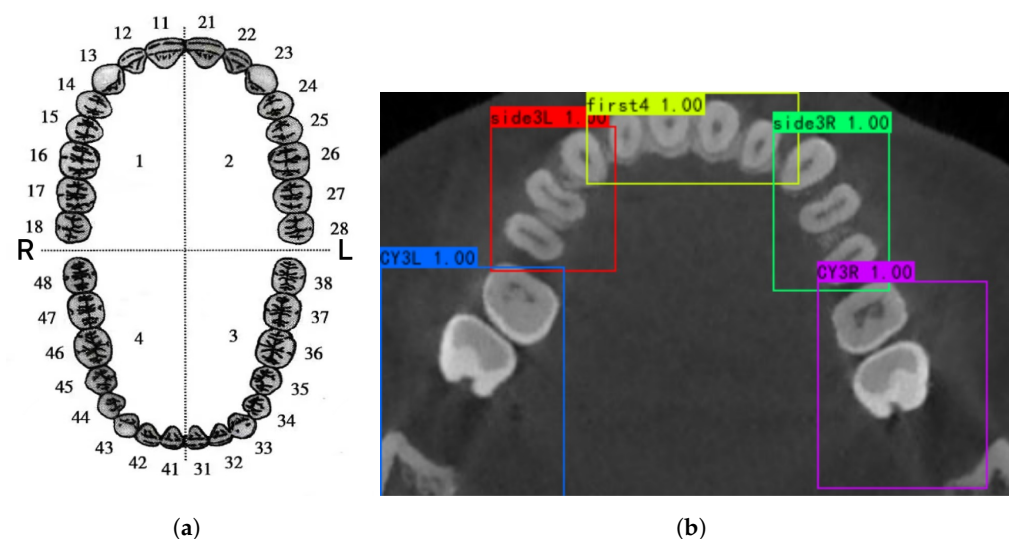 11 21
12 22
13 23
14 24
15 25
16 26
1 2
17 27
18 28
R L
48 38
47 37
4 3
46 36
45 35
44 34
43 33
42 41 31 32
first4 1.00
side3L 1.00
side3R 1.00
CY3L 1.00
CY3R 1.00
(a) (b)